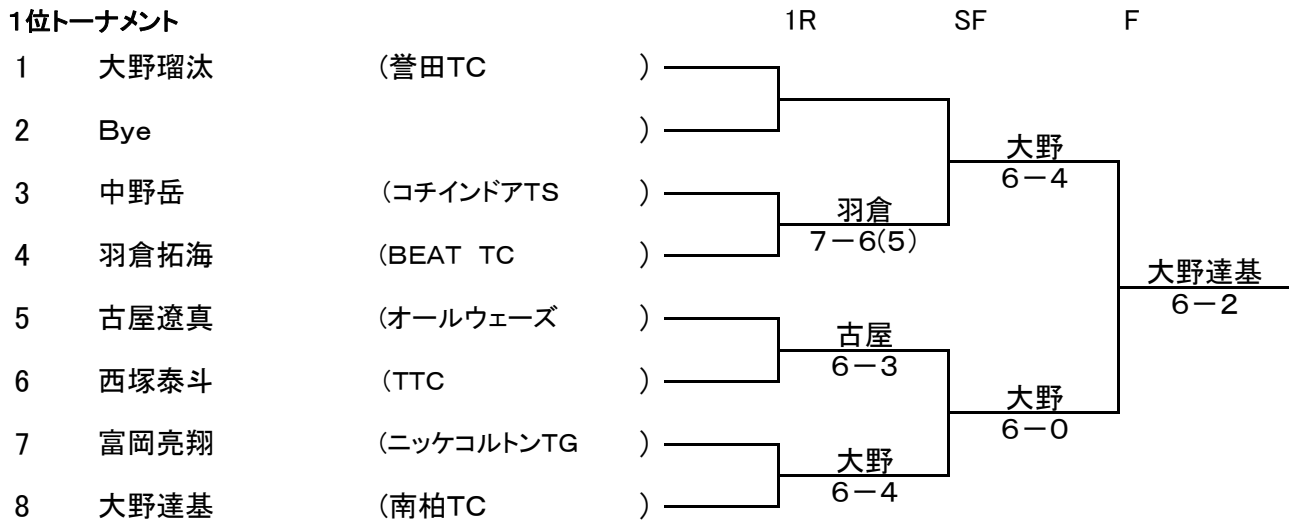 1位トーナメント 1R SF F
1 大野瑠汰 (誉田TC )
2 Bye )
大野
6-4
3 中野岳 (コチインドアTS )
羽倉
7-6(5)
4 羽倉拓海 (BEAT TC )
大野達基
6-2
5 古屋遼真 (オールウェーズ )
古屋
6-3
6 西塚泰斗 (TTC )
大野
6-0
7 富岡亮翔 (ニッケコルトンTG )
大野
6-4
8 大野達基 (南柏TC )